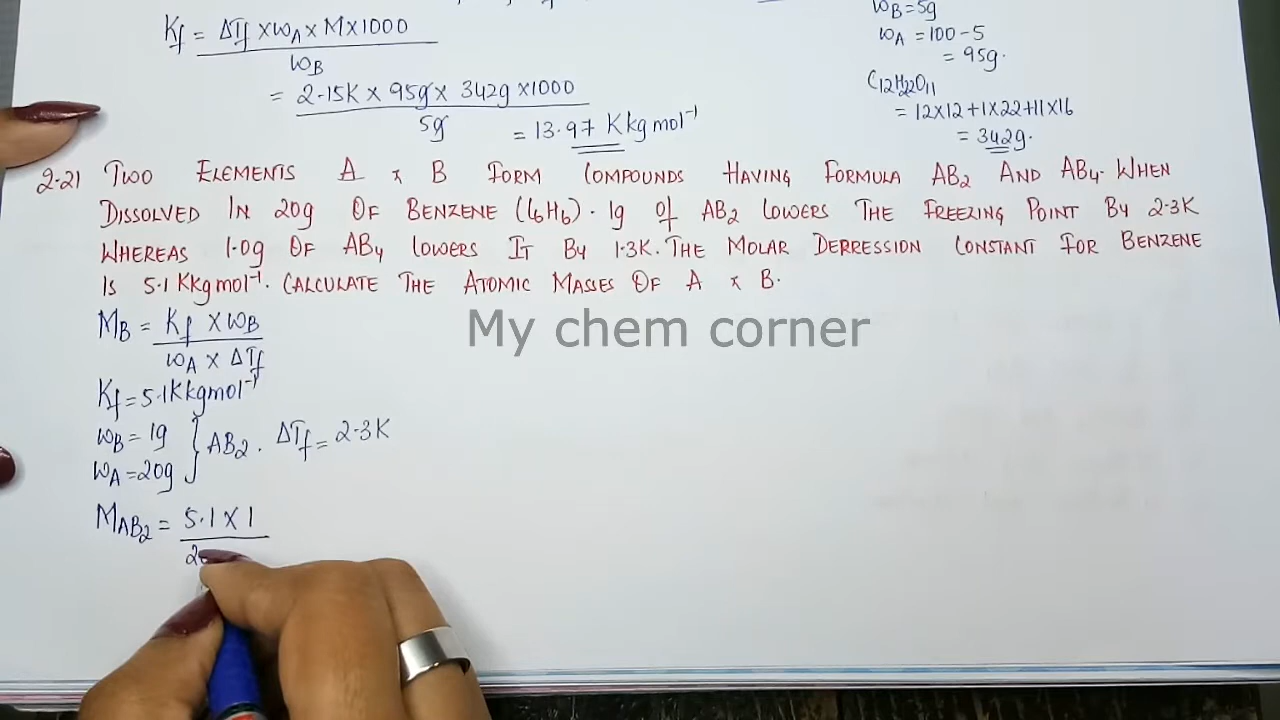 Kf = ΔTf × wA × M × 1000
wB
= 2.15K × 95g × 342g × 1000
5g
= 13.97 K kg mol⁻¹
wB = 5g
wA = 100 - 5
= 95g.
C12H22O11
= 12×12 + 1×22 + 11×16
= 342g.
2.21 TWO ELEMENTS A & B FORM COMPOUNDS HAVING FORMULA AB2 AND AB4. WHEN
DISSOLVED IN 20g OF BENZENE (C6H6). 1g Of AB2 LOWERS THE FREEZING POINT BY 2.3K
WHEREAS 1.0g OF AB4 LOWERS IT BY 1.3K. THE MOLAR DERRESSION CONSTANT FOR BENZENE
IS 5.1 KKg mol⁻¹. CALCULATE THE ATOMIC MASSES OF A & B.
MB = Kf × wB
wA × ΔTf
Kf = 5.1KKgmol⁻¹
wB = 1g
wA = 20g } AB2. ΔTf = 2.3K
MAB2 = 5.1 × 1
My chem corner